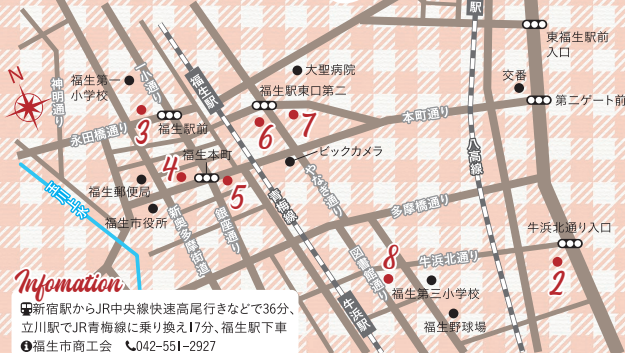 駅
東福生駅前
入口
大聖病院
一小通り
福生第一
小学校
神明通り
N
福生駅
福生駅東口第二
交番
第二ゲート前
3
福生駅前
6
7
本町通り
永田橋通り
ビックカメラ
八高線
4
福生本町
5
やなぎ通り
福生郵便局
福生市役所
青梅線
多摩橋通り
新奥多摩街道
銀座通り
牛浜北通り入口
図書館通り
8
牛浜北通り
2
福生第三小学校
牛浜駅
福生野球場
Infomation
新宿駅からJR中央線快速高尾行きなどで36分、
立川駅でJR青梅線に乗り換え17分、福生駅下車
福生市商工会 042-551-2927